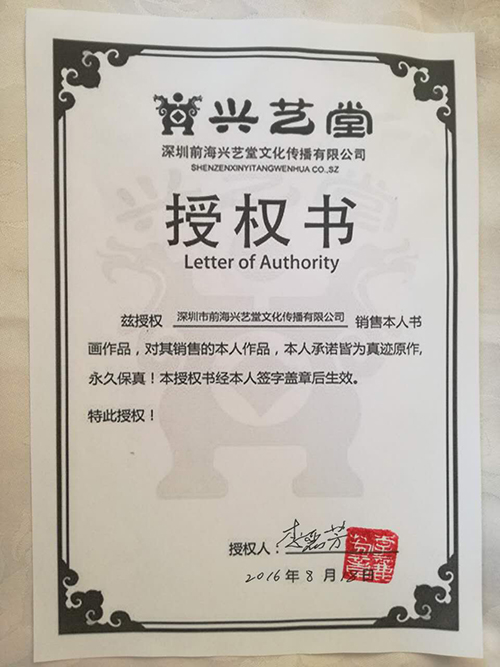 兴艺堂
深圳前海兴艺堂文化传播有限公司
SHENZENXINYITANGWENHUA CO.,SZ
授权书
Letter of Authority
兹授权 深圳市前海兴艺堂文化传播有限公司 销售本人书
画作品，对其销售的本人作品，本人承诺皆为真迹原作,
永久保真！本授权书经本人签字盖章后生效。
特此授权！
授权人：李
芳
2016年8月 日